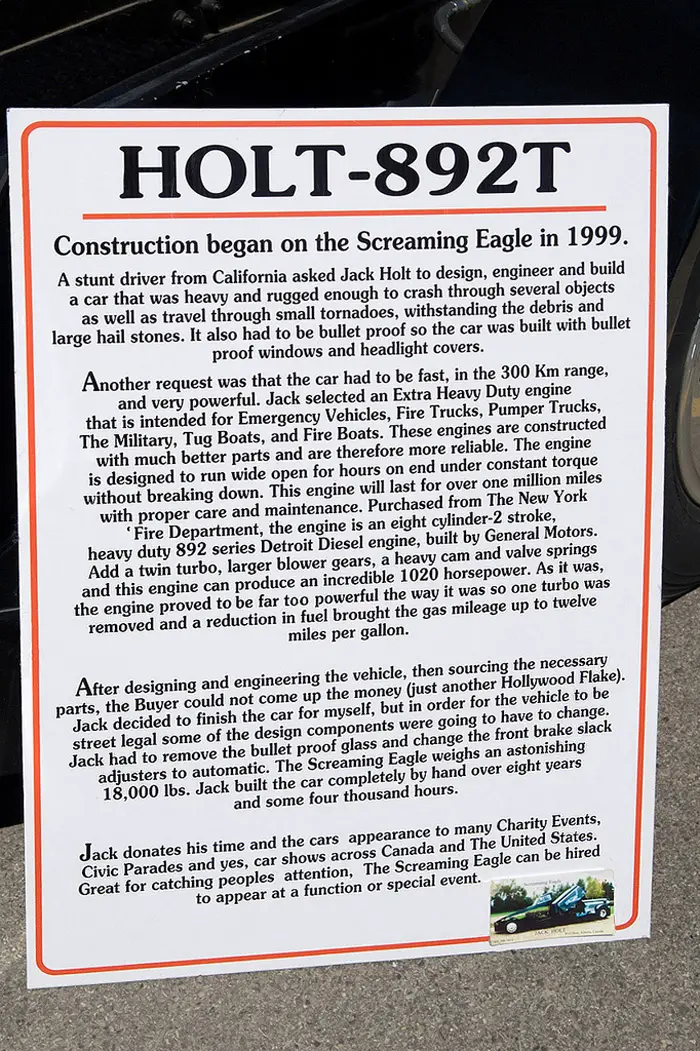 HOLT-892T
Construction began on the Screaming Eagle in 1999.
A stunt driver from California asked Jack Holt to design, engineer and build
a car that was heavy and rugged enough to crash through several objects
as well as travel through small tornadoes, withstanding the debris and
large hail stones. It also had to be bullet proof so the car was built with bullet
proof windows and headlight covers.
Another request was that the car had to be fast, in the 300 Km range,
and very powerful. Jack selected an Extra Heavy Duty engine
that is intended for Emergency Vehicles, Fire Trucks, Pumper Trucks,
The Military, Tug Boats, and Fire Boats. These engines are constructed
with much better parts and are therefore more reliable. The engine
is designed to run wide open for hours on end under constant torque
without breaking down. This engine will last for over one million miles
with proper care and maintenance. Purchased from The New York
‘Fire Department, the engine is an eight cylinder-2 stroke,
heavy duty 892 series Detroit Diesel engine, built by General Motors.
Add a twin turbo, larger blower gears, a heavy cam and valve springs
and this engine can produce an incredible 1020 horsepower. As it was,
the engine proved to be far too powerful the way it was so one turbo was
removed and a reduction in fuel brought the gas mileage up to twelve
miles per gallon.
After designing and engineering the vehicle, then sourcing the necessary
parts, the Buyer could not come up the money (just another Hollywood Flake).
Jack decided to finish the car for myself, but in order for the vehicle to be
street legal some of the design components were going to have to change.
Jack had to remove the bullet proof glass and change the front brake slack
adjusters to automatic. The Screaming Eagle weighs an astonishing
18,000 lbs. Jack built the car completely by hand over eight years
and some four thousand hours.
Jack donates his time and the cars appearance to many Charity Events,
Civic Parades and yes, car shows across Canada and The United States.
Great for catching peoples attention, The Screaming Eagle can be hired
to appear at a function or special event.
JACK HOLT